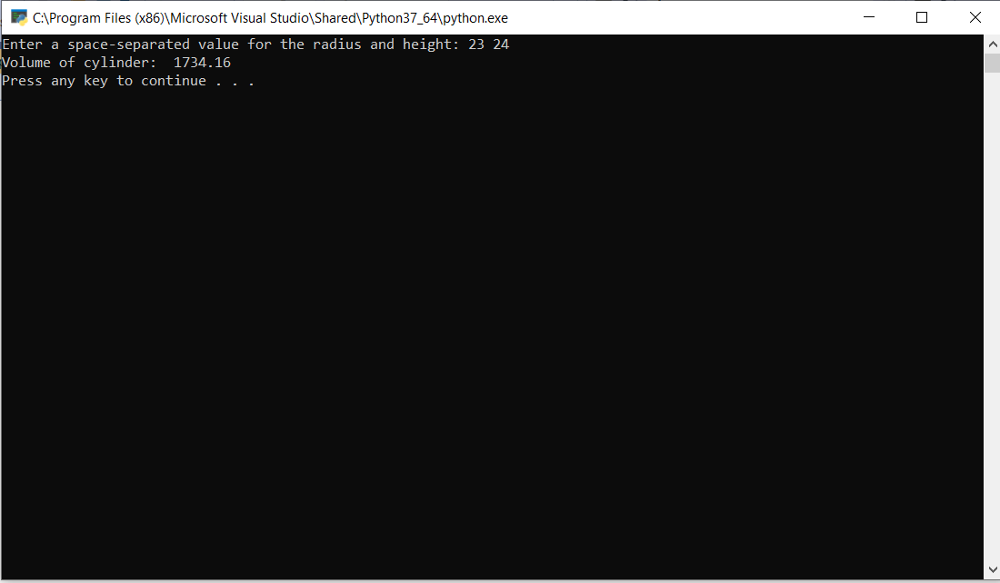 C:\Program Files (x86)\Microsoft Visual Studio\Shared\Python37_64\python.exe
Enter a space-separated value for the radius and height: 23 24
Volume of cylinder:  1734.16
Press any key to continue . . .